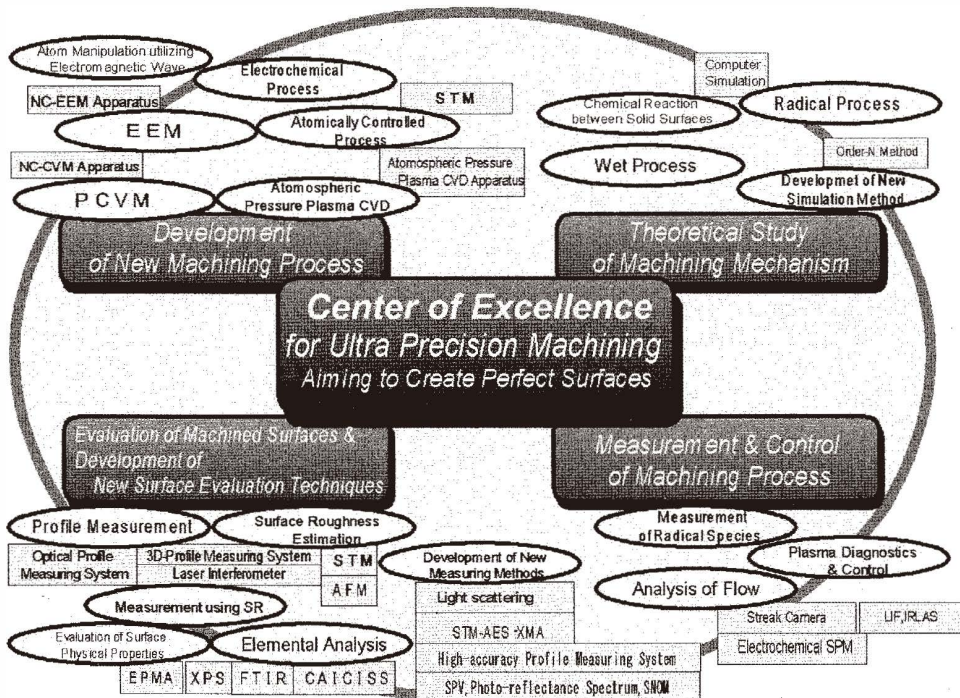 Atom Manipulation utilizing
Electromagnetic Wave
Electrochemical
Process
STM
NC-EEM Apparatus
EEM
Atomically Controlled
Process
NC-CVM Apparatus
Atomospheric Pressure
Plasma CVD Apparatus
PCVM
Atomospheric
Pressure Plasma CVD
Development
of New Machining Process
Computer
Simulation
Chemical Reaction
between Solid Surfaces
Radical Process
Wet Process
Order-N Method
Developmet of New
Simulation Method
Theoretical Study
of Machining Mechanism
Center of Excellence
for Ultra Precision Machining
Aiming to Create Perfect Surfaces
Evaluation of Machined Surfaces &
Development of
New Surface Evaluation Techniques
Profile Measurement
Surface Roughness
Estimation
Optical Profile
Measuring System
3D-Profile Measuring System
Laser Interferometer
STM
AFM
Measurement using SR
Evaluation of Surface
Physical Properties
Elemental Analysis
EPMA
XPS
FTIR
CAICISS
Development of New
Measuring Methods
Light scattering
STM-AES・XMA
High-accuracy Profile Measuring System
SPV, Photo-reflectance Spectrum, SNOM
Measurement & Control
of Machining Process
Measurement
of Radical Species
Plasma Diagnostics
& Control
Analysis of Flow
Streak Camera
LIF,IRLAS
Electrochemical SPM